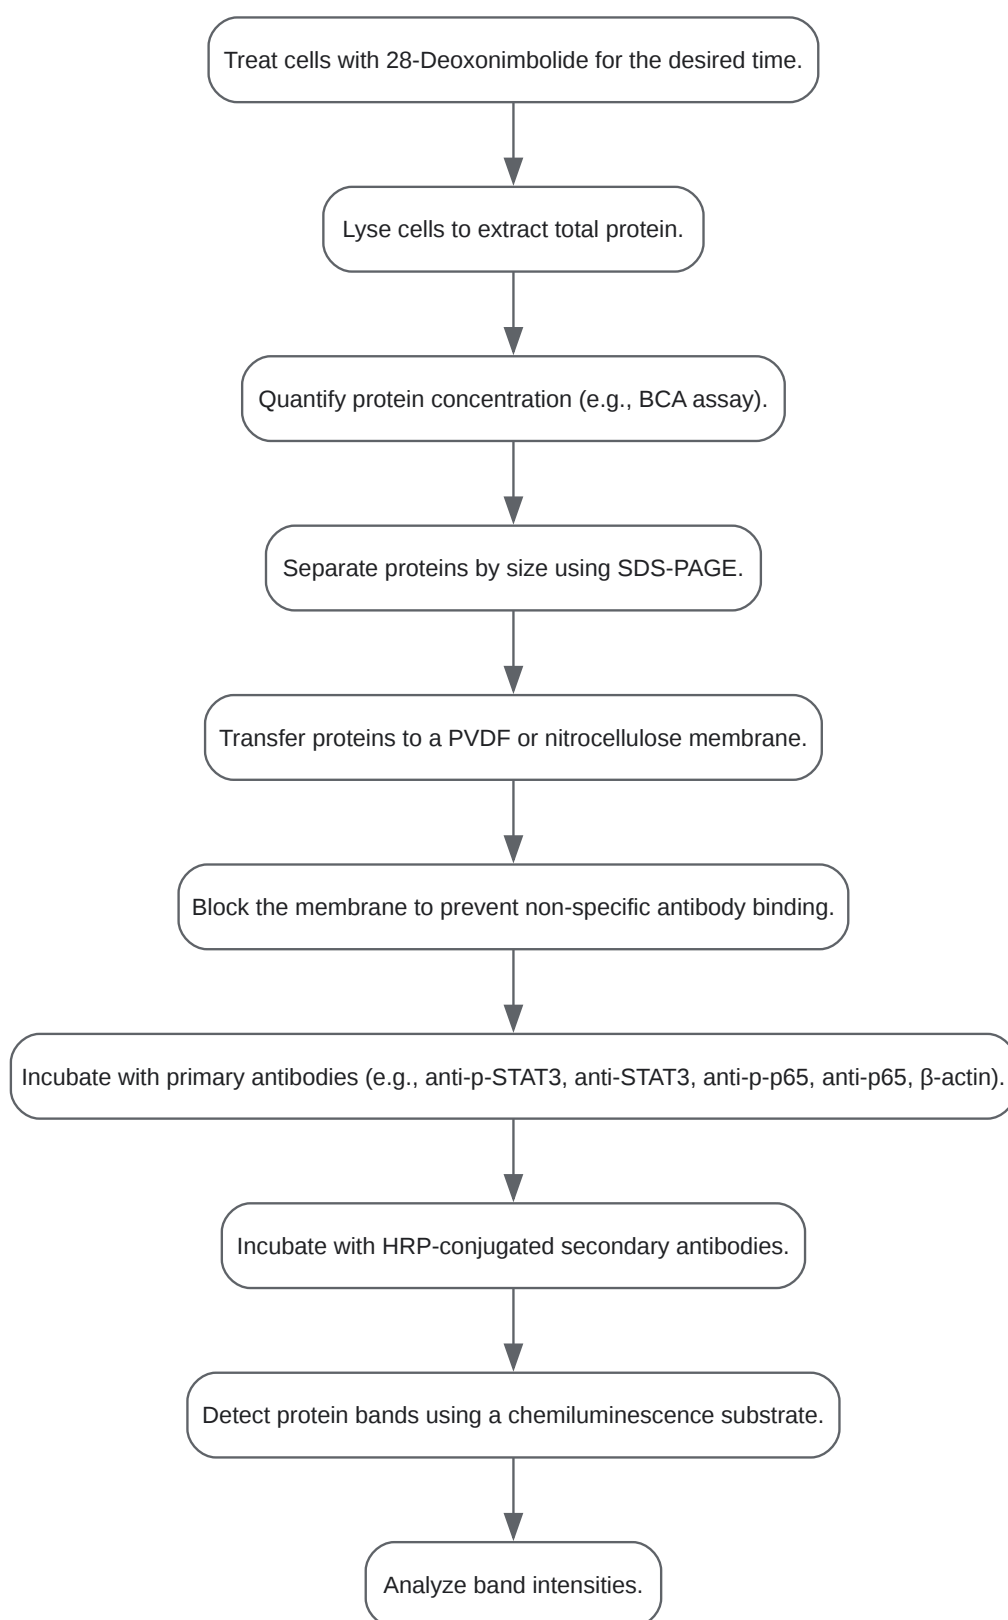 Treat cells with 28-Deoxonimbolide for the desired time.
Lyse cells to extract total protein.
Quantify protein concentration (e.g., BCA assay).
Separate proteins by size using SDS-PAGE.
Transfer proteins to a PVDF or nitrocellulose membrane.
Block the membrane to prevent non-specific antibody binding.
Incubate with primary antibodies (e.g., anti-p-STAT3, anti-STAT3, anti-p-p65, anti-p65, β-actin).
Incubate with HRP-conjugated secondary antibodies.
Detect protein bands using a chemiluminescence substrate.
Analyze band intensities.